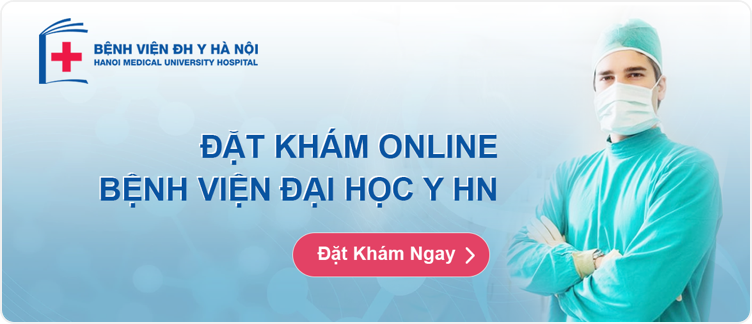 BỆNH VIỆN ĐH Y HÀ NỘI
HANOI MEDICAL UNIVERSITY HOSPITAL
ĐẶT KHÁM ONLINE
BỆNH VIỆN ĐẠI HỌC Y HN
Đặt Khám Ngay